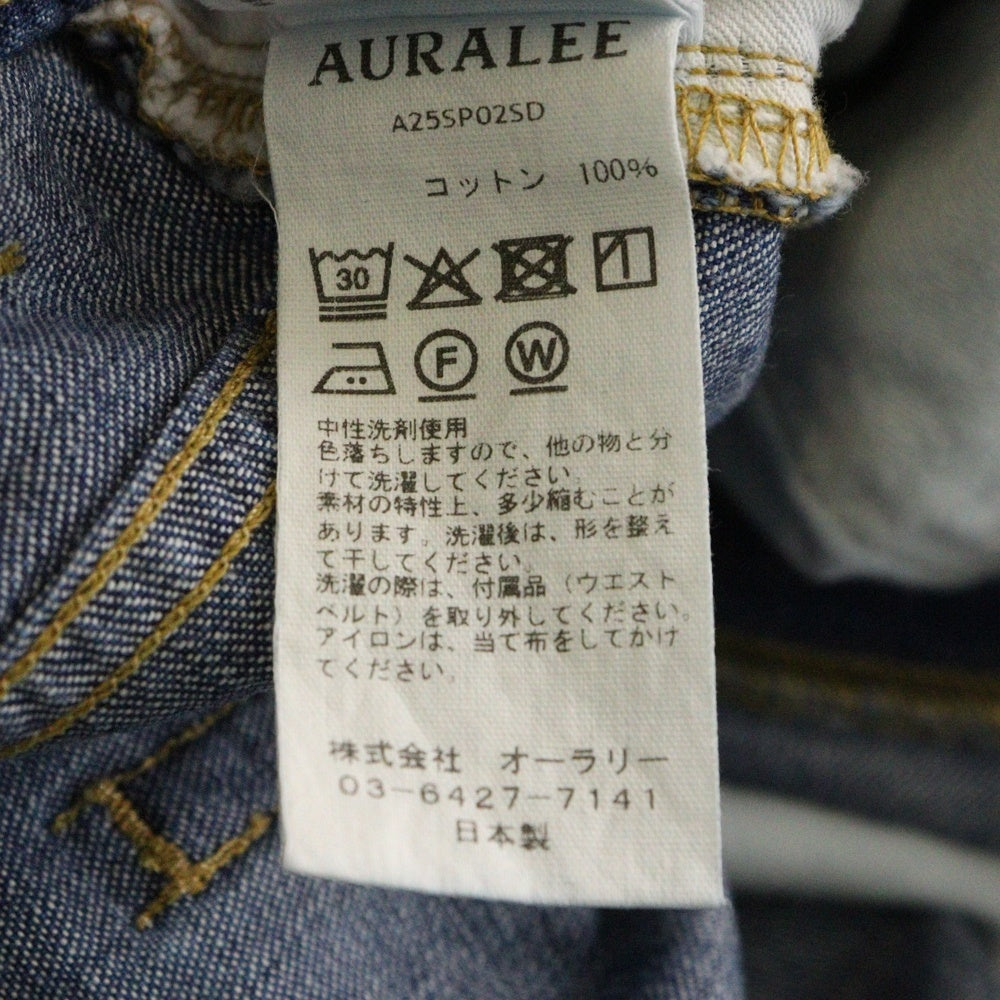 AURALEE
A25SP02SD
コットン 100%
30
F W
中性洗剤使用
色落ちしますので、他の物と分
けて洗濯してください。
素材の特性上、多少縮むことが
あります。洗濯後は、形を整え
て干してください。
洗濯の際は、付属品（ウエスト
ベルト）を取り外してください。
アイロンは、当て布をしてかけ
てください。
株式会社 オーラリー
03-6427-7141
日本製